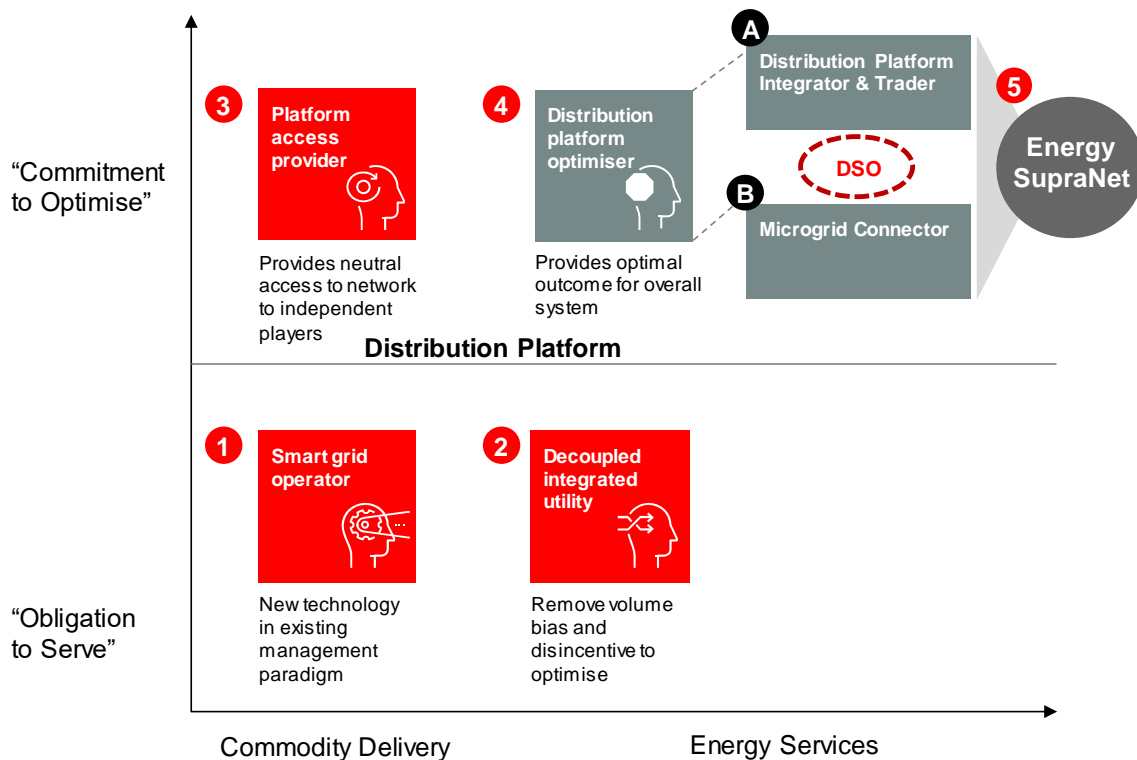 A
Distribution Platform
Integrator & Trader
5
3
Platform
access
provider
4
Distribution
platform
optimiser
Energy
SupraNet
“Commitment
to Optimise”
DSO
B
Microgrid Connector
Provides neutral
access to network
to independent
players
Provides optimal
outcome for overall
system
Distribution Platform
1
Smart grid
operator
...
2
Decoupled
integrated
utility
“Obligation
to Serve”
New technology
in existing
management
paradigm
Remove volume
bias and
disincentive to
optimise
Commodity Delivery
Energy Services